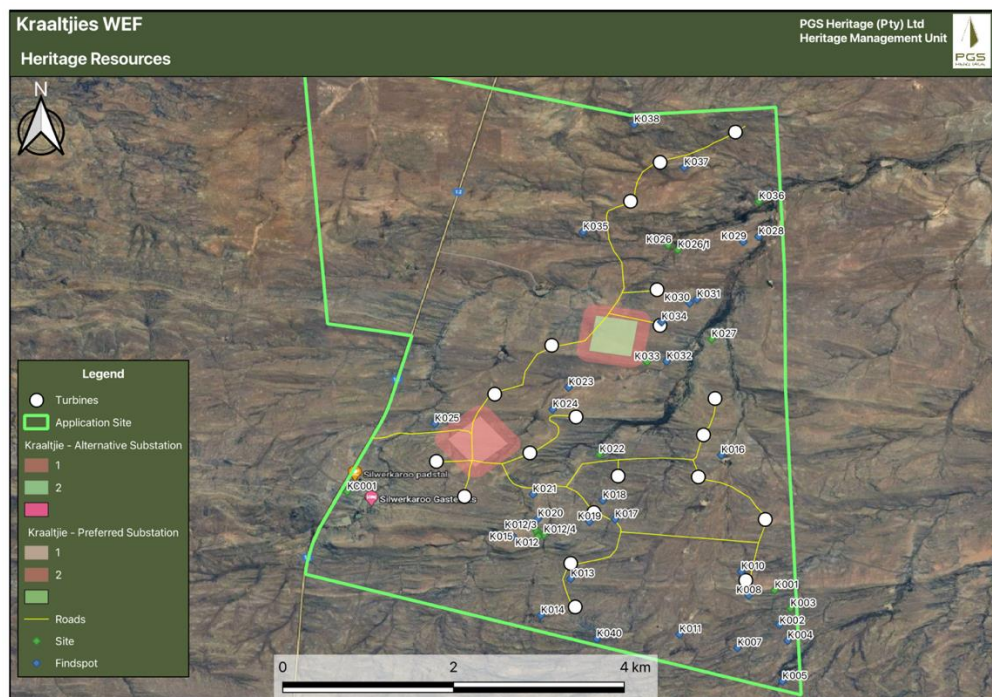 Kraaltjies WEF
Heritage Resources
PGS Heritage (Pty) Ltd
Heritage Management Unit
PGS
N
K038
K037
K036
K035
K029
K028
K026
K026/1
K030
K031
K034
K027
K033
K032
K023
K024
K025
K022
K016
Silwerkaroo padstal
KC001
K021
K018
K020
K019
K017
K012/3
K012/4
K015
K012
K010
K013
K008
K001
K003
K014
K002
K011
K040
K007
K004
K005
Legend
Turbines
Application Site
Kraaltjie - Alternative Substation
1
2
Kraaltjie - Preferred Substation
1
2
Roads
Site
Findspot
0
2
4 km